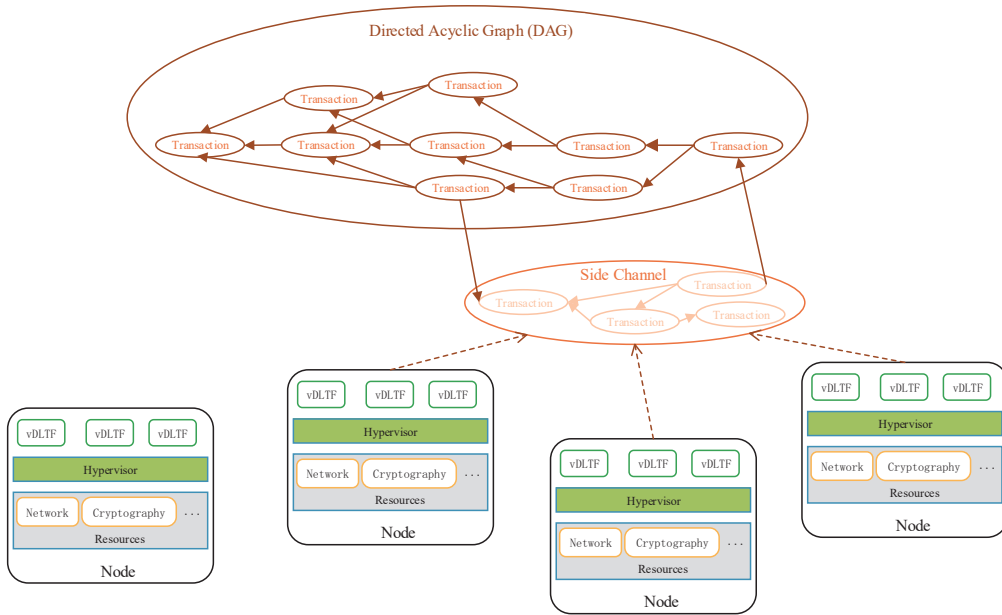 Directed Acyclic Graph (DAG)
Transaction
Transaction
Transaction
Transaction
Transaction
Transaction
Transaction
Transaction
Transaction
Side Channel
Transaction
Transaction
Transaction
Transaction
vDLTF vDLTF vDLTF
Hypervisor
Network Cryptography ...
Resources
Node
vDLTF vDLTF vDLTF
Hypervisor
Network Cryptography ...
Resources
Node
vDLTF vDLTF vDLTF
Hypervisor
Network Cryptography ...
Resources
Node
vDLTF vDLTF vDLTF
Hypervisor
Network Cryptography ...
Resources
Node